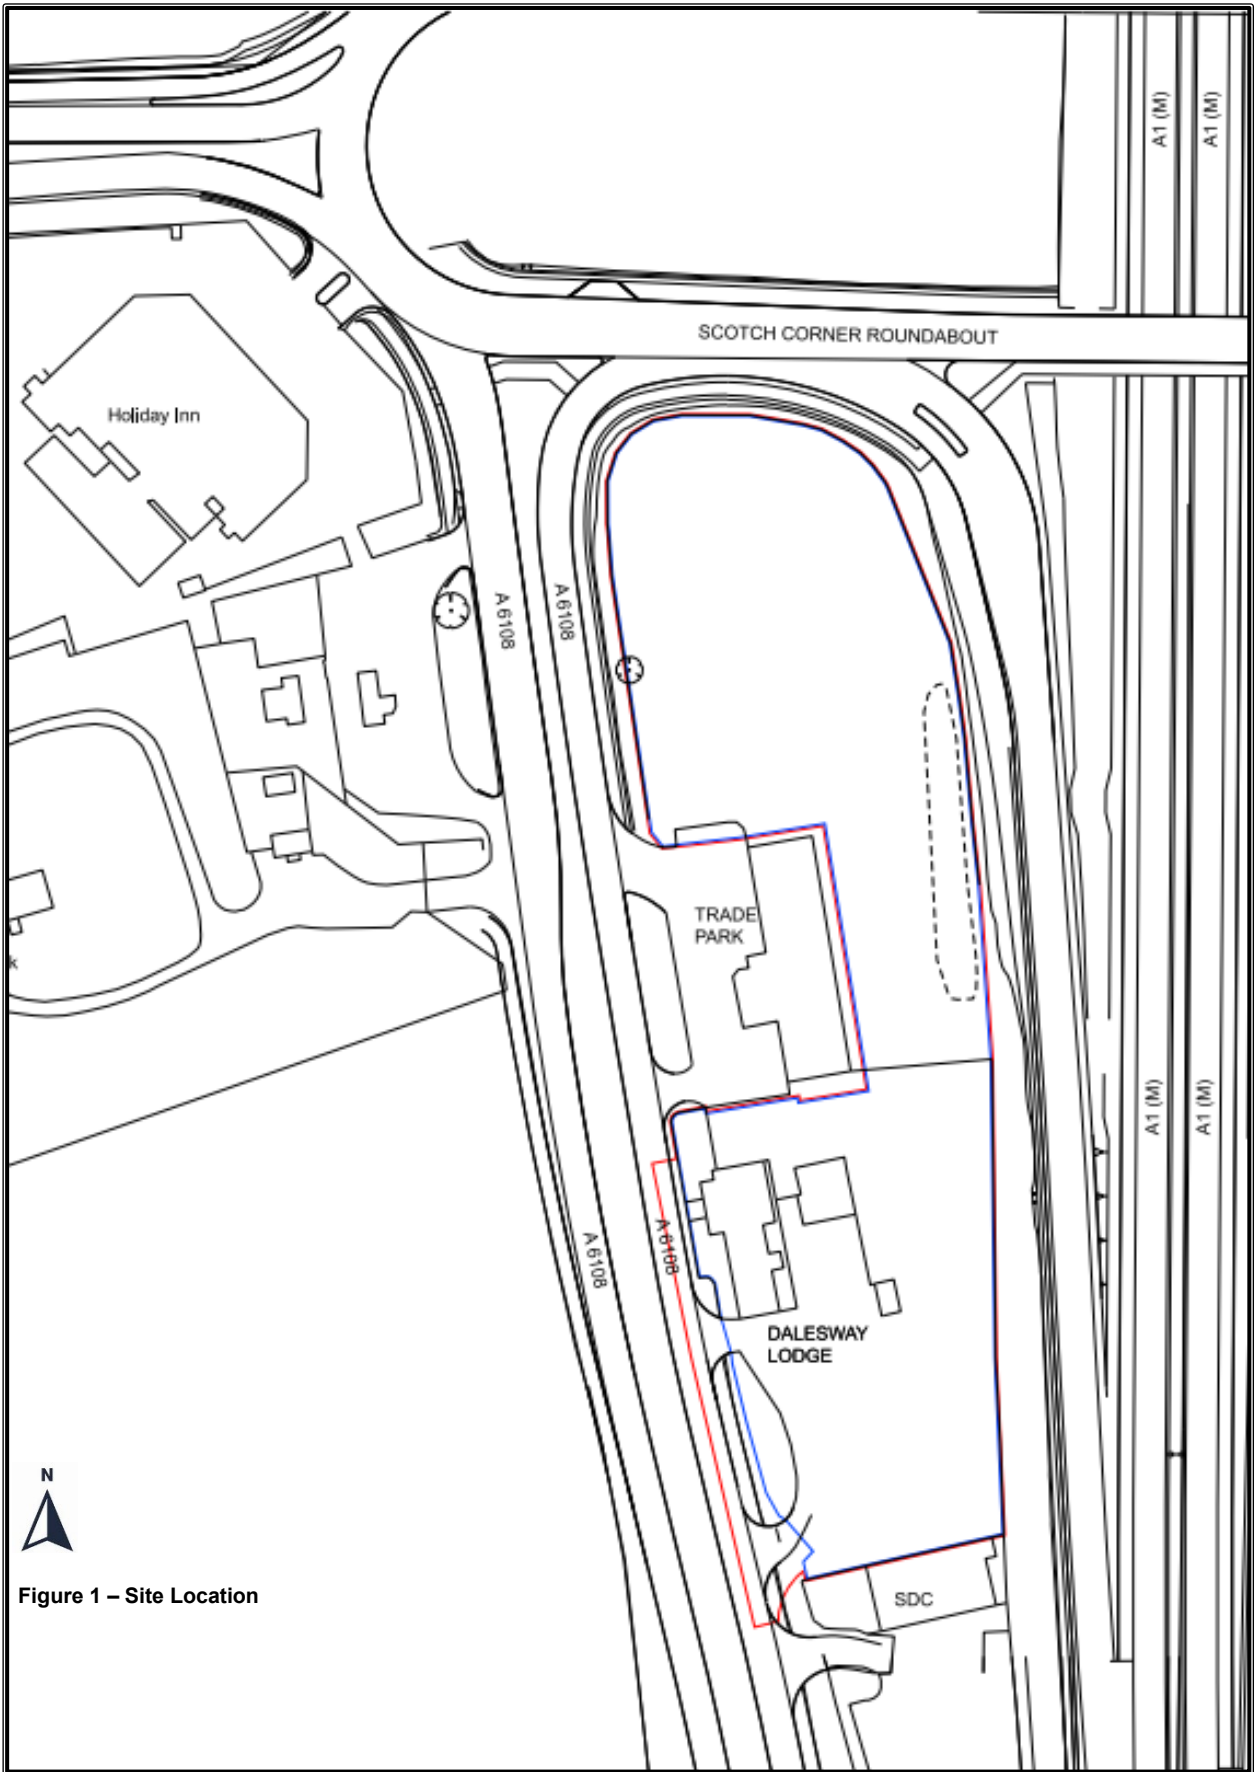 A1 (M)
A1 (M)
SCOTCH CORNER ROUNDABOUT
Holiday Inn
A 6108
A 6108
TRADE
PARK
k
A1 (M)
A1 (M)
A 6108
A 6108
DALESWAY
LODGE
N
Figure 1 – Site Location
SDC